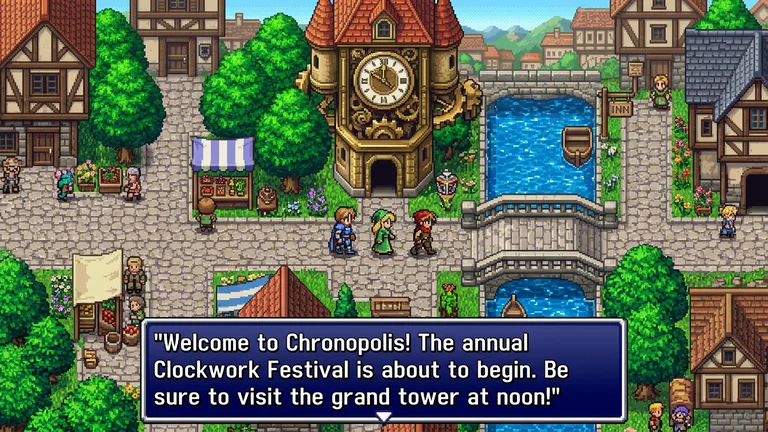 INN
"Welcome to Chronopolis! The annual
Clockwork Festival is about to begin. Be
sure to visit the grand tower at noon!"